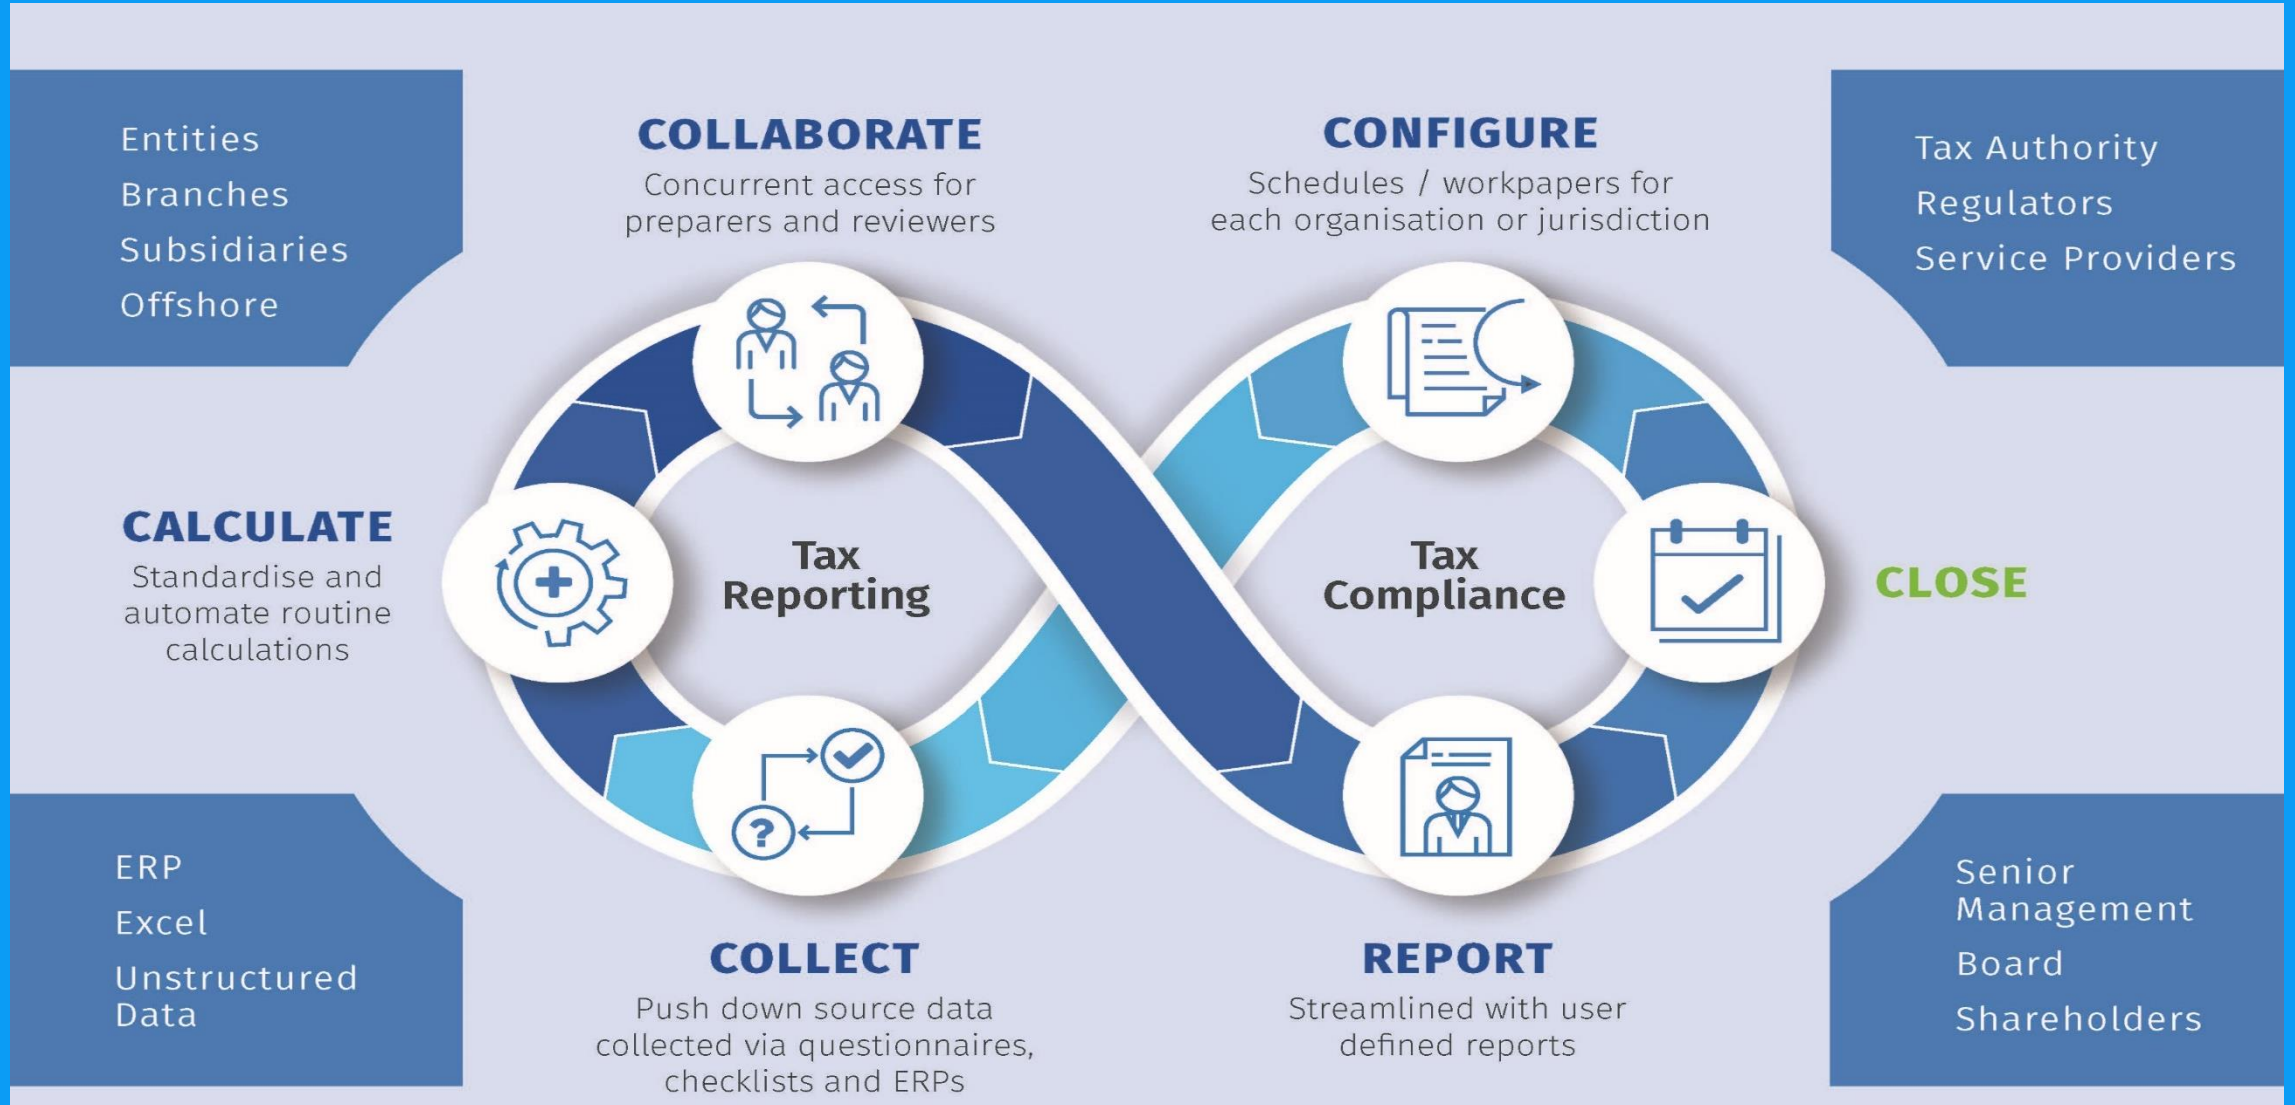 Entities
Branches
Subsidiaries
Offshore
COLLABORATE
Concurrent access for
preparers and reviewers
CONFIGURE
Schedules / workpapers for
each organisation or jurisdiction
Tax Authority
Regulators
Service Providers
CALCULATE
Standardise and
automate routine
calculations
Tax
Reporting
Tax
Compliance
CLOSE
?
ERP
Excel
Unstructured
Data
COLLECT
Push down source data
collected via questionnaires,
checklists and ERPs
REPORT
Streamlined with user
defined reports
Senior
Management
Board
Shareholders